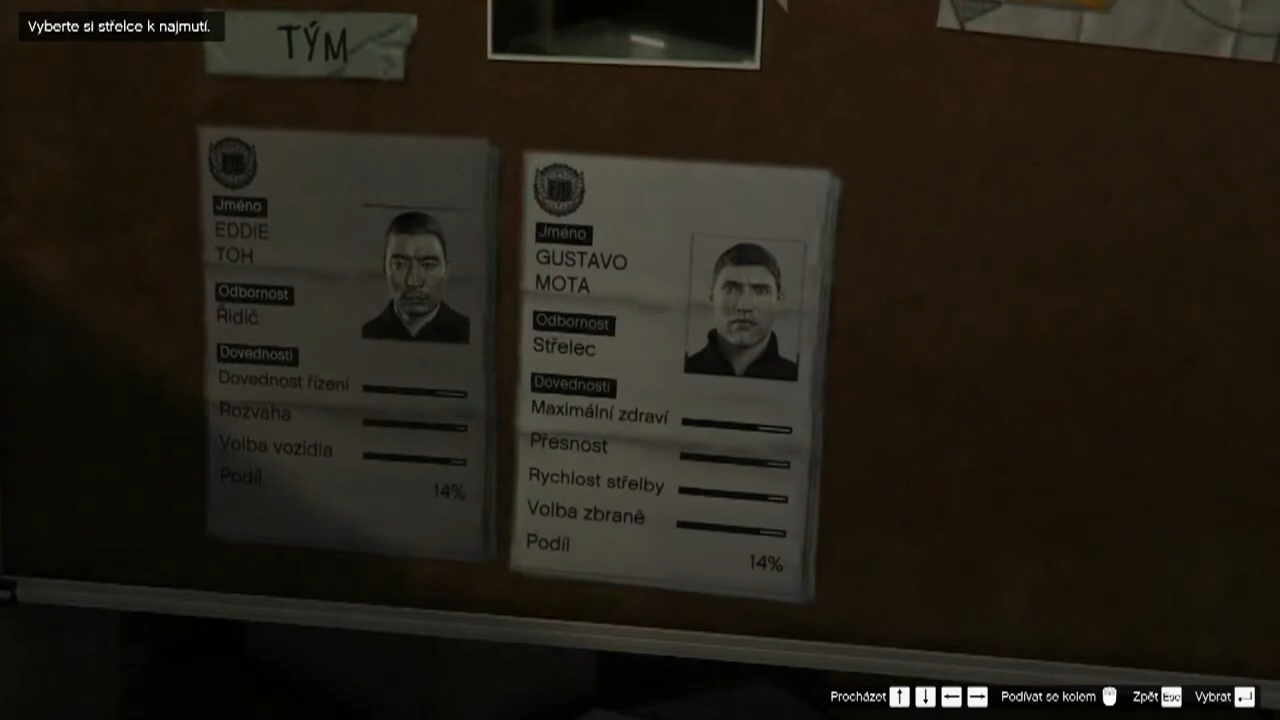 Vyberte si střelce k najmutí.
TÝM
Jméno
EDDIE
TOH
Odbornost
Řidič
Dovednosti
Dovednost řízení
Rozvaha
Volba vozidla
Podíl
14%
Jméno
GUSTAVO
MOTA
Odbornost
Střelec
Dovednosti
Maximální zdraví
Přesnost
Rychlost střelby
Volba zbraně
Podíl
14%
Procházet ↑ ↓ ← → Podívat se kolem Zpět Esc Vybrat